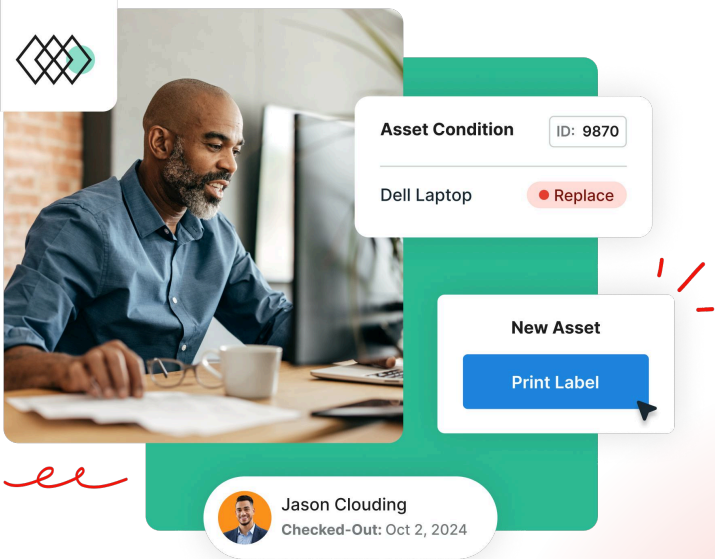 Asset Condition
ID: 9870
Dell Laptop
Replace
New Asset
Print Label
Jason Clouding
Checked-Out: Oct 2, 2024